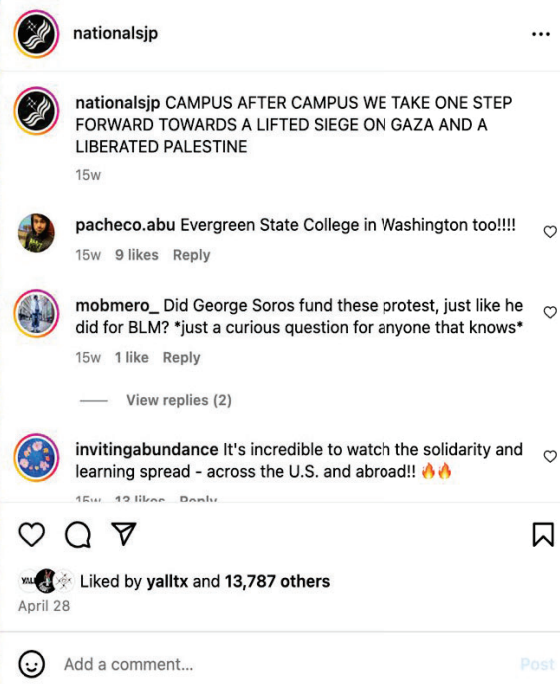 nationalsjp
nationalsjp CAMPUS AFTER CAMPUS WE TAKE ONE STEP
FORWARD TOWARDS A LIFTED SIEGE ON GAZA AND A
LIBERATED PALESTINE
15w
pacheco.abu Evergreen State College in Washington too!!!!
15w 9 likes Reply
mobmero_ Did George Soros fund these protest, just like he
did for BLM? *just a curious question for anyone that knows*
15w 1 like Reply
View replies (2)
invitingabundance It's incredible to watch the solidarity and
learning spread - across the U.S. and abroad!! 🔥🔥
15w 13 likes Reply
Liked by yalltx and 13,787 others
April 28
Add a comment...
Post